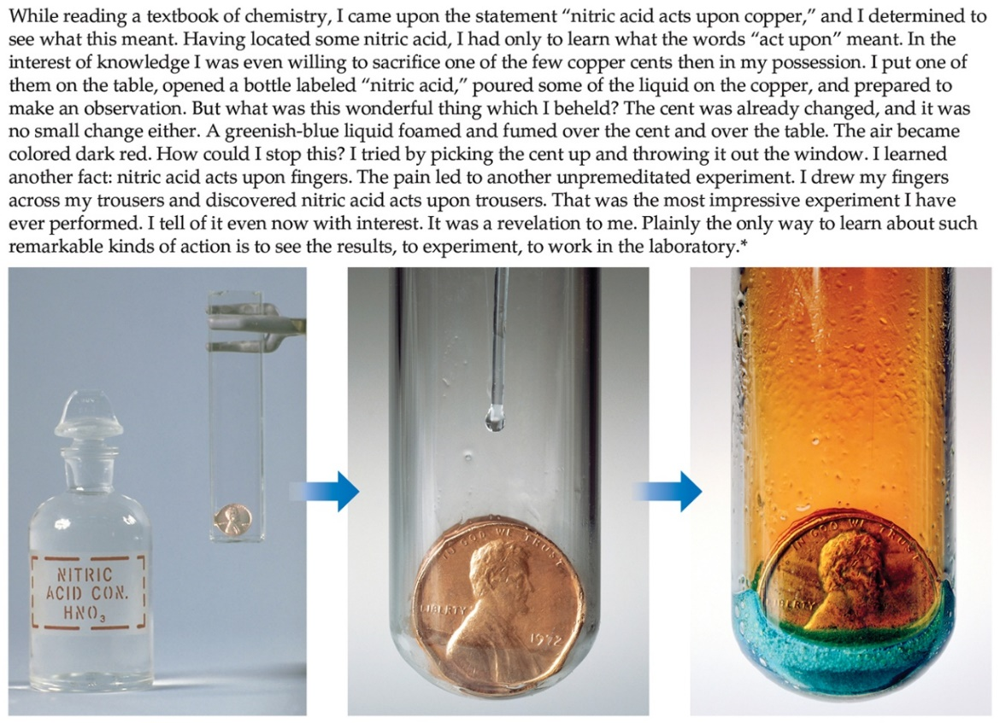 While reading a textbook of chemistry, I came upon the statement “nitric acid acts upon copper,” and I determined to
see what this meant. Having located some nitric acid, I had only to learn what the words “act upon” meant. In the
interest of knowledge I was even willing to sacrifice one of the few copper cents then in my possession. I put one of
them on the table, opened a bottle labeled “nitric acid,” poured some of the liquid on the copper, and prepared to
make an observation. But what was this wonderful thing which I beheld? The cent was already changed, and it was
no small change either. A greenish-blue liquid foamed and fumed over the cent and over the table. The air became
colored dark red. How could I stop this? I tried by picking the cent up and throwing it out the window. I learned
another fact: nitric acid acts upon fingers. The pain led to another unpremeditated experiment. I drew my fingers
across my trousers and discovered nitric acid acts upon trousers. That was the most impressive experiment I have
ever performed. I tell of it even now with interest. It was a revelation to me. Plainly the only way to learn about such
remarkable kinds of action is to see the results, to experiment, to work in the laboratory.*
NITRIC
ACID CON.
HNO₃
IN GOD WE TRUST
LIBERTY
IN GOD WE TRUST
LIBERTY